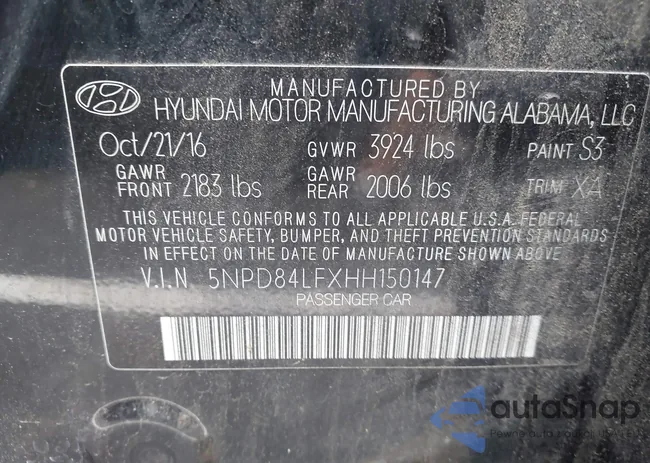 MANUFACTURED BY
HYUNDAI MOTOR MANUFACTURING ALABAMA, LLC
Oct/21/16 GVWR 3924 lbs PAINT S3
GAWR FRONT 2183 lbs GAWR REAR 2006 lbs TRIM XA
THIS VEHICLE CONFORMS TO ALL APPLICABLE U.S.A. FEDERAL
MOTOR VEHICLE SAFETY, BUMPER, AND THEFT PREVENTION STANDARDS
IN EFFECT ON THE DATE OF MANUFACTURE SHOWN ABOVE
V.I.N 5NPD84LFXHH150147
PASSENGER CAR
autoSnap